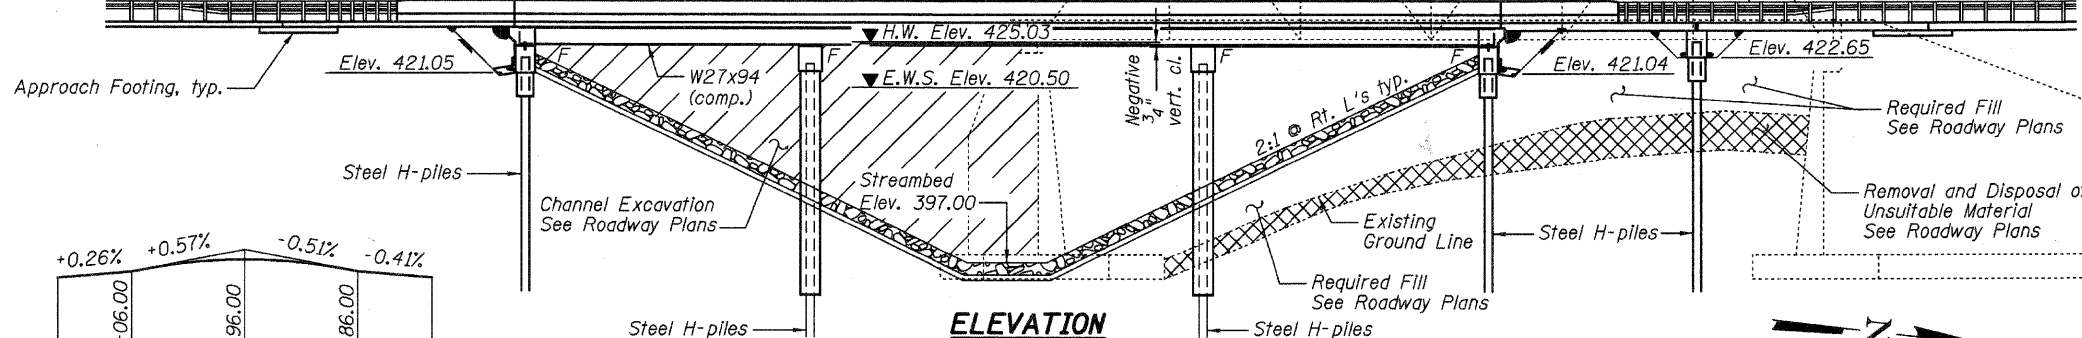 H.W. Elev. 425.03
Elev. 421.05
F
F
F
F
Elev. 422.65
Elev. 421.04
Approach Footing, typ.
W27x94
(comp.)
E.W.S. Elev. 420.50
Negative
3/4"
vert. cl.
2:1 @ Rt. L's typ.
Required Fill
See Roadway Plans
Steel H-piles
Streambed
Elev. 397.00
Channel Excavation
See Roadway Plans
Existing
Ground Line
Steel H-piles
Removal and Disposal of
Unsuitable Material
See Roadway Plans
+0.26%
+0.57%
-0.51%
-0.41%
Required Fill
See Roadway Plans
96.00
86.00
Steel H-piles
ELEVATION
Steel H-piles
N